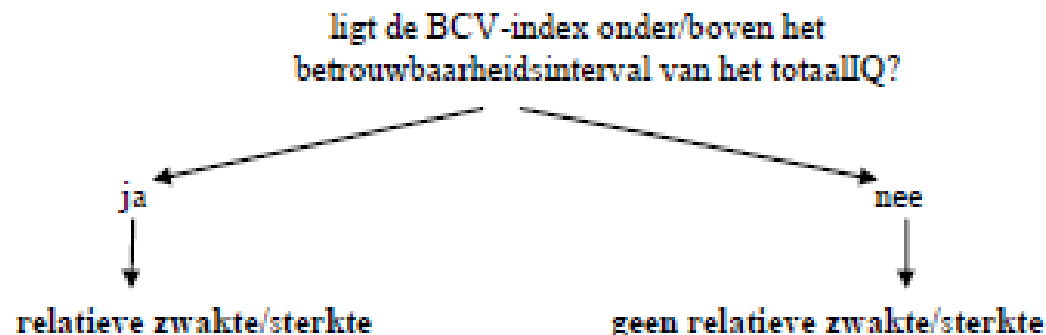 ligt de BCV-index onder/boven het
betrouwbaarheidsinterval van het totaalIQ?
ja
nee
relatieve zwakte/sterkte
geen relatieve zwakte/sterkte